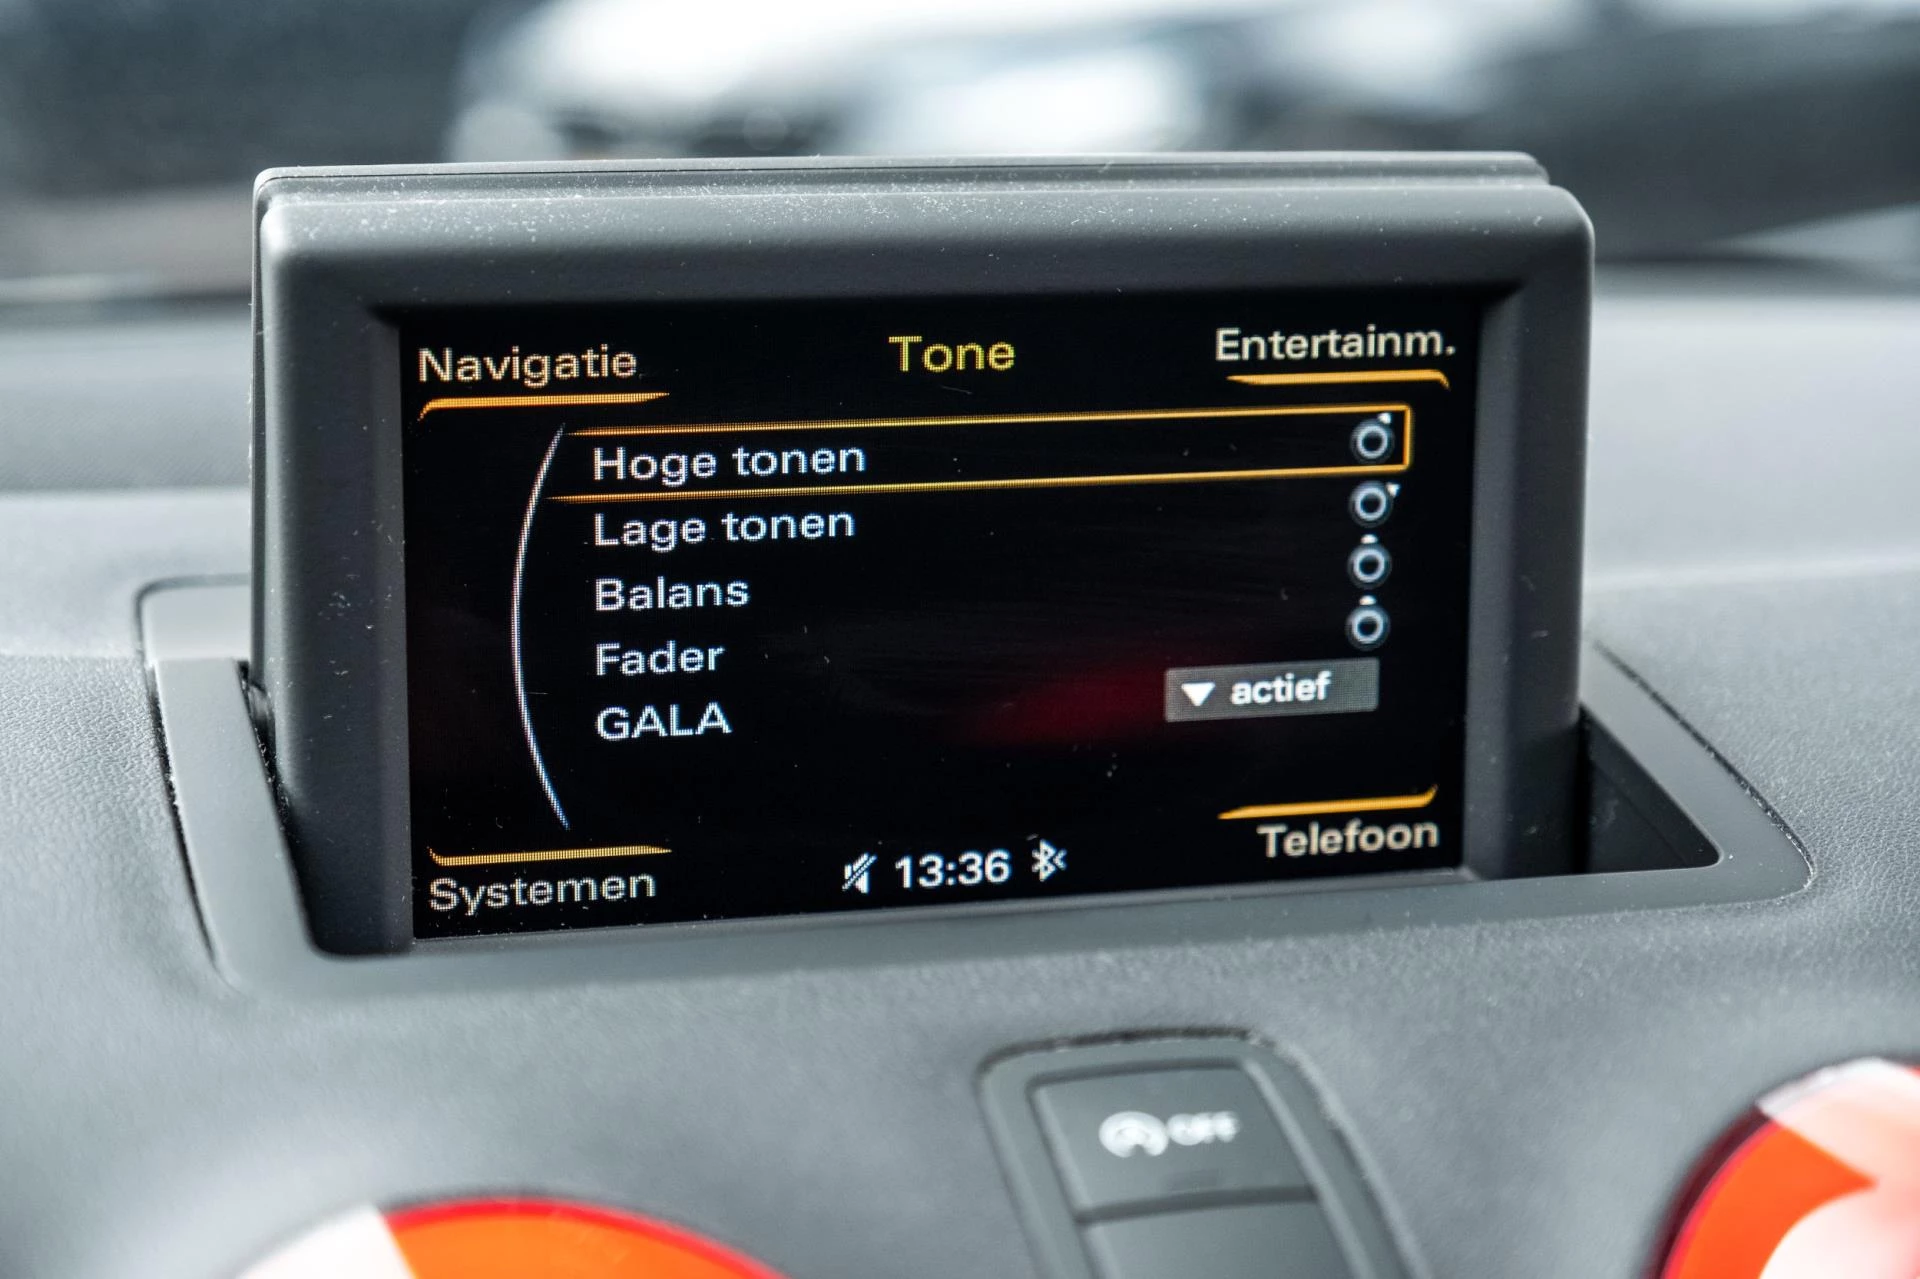 Navigatie
Tone
Entertainm.
Hoge tonen
Lage tonen
Balans
Fader
GALA
actief
Systemen
13:36
Telefoon
OFF